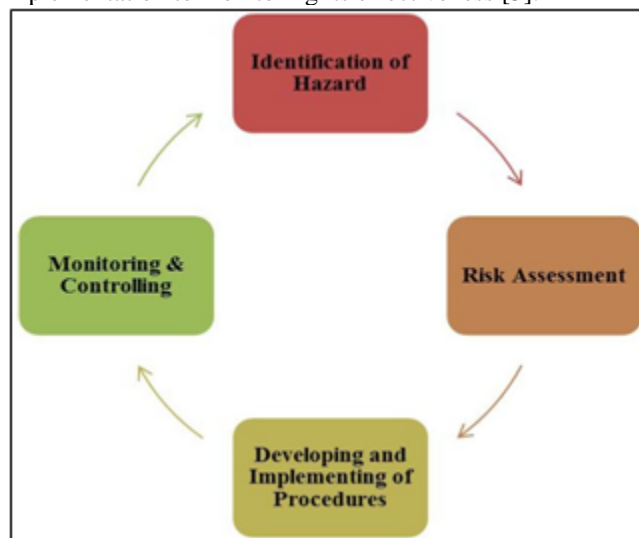 Identification of
Hazard
Risk Assessment
Developing and
Implementing of
Procedures
Monitoring &
Controlling